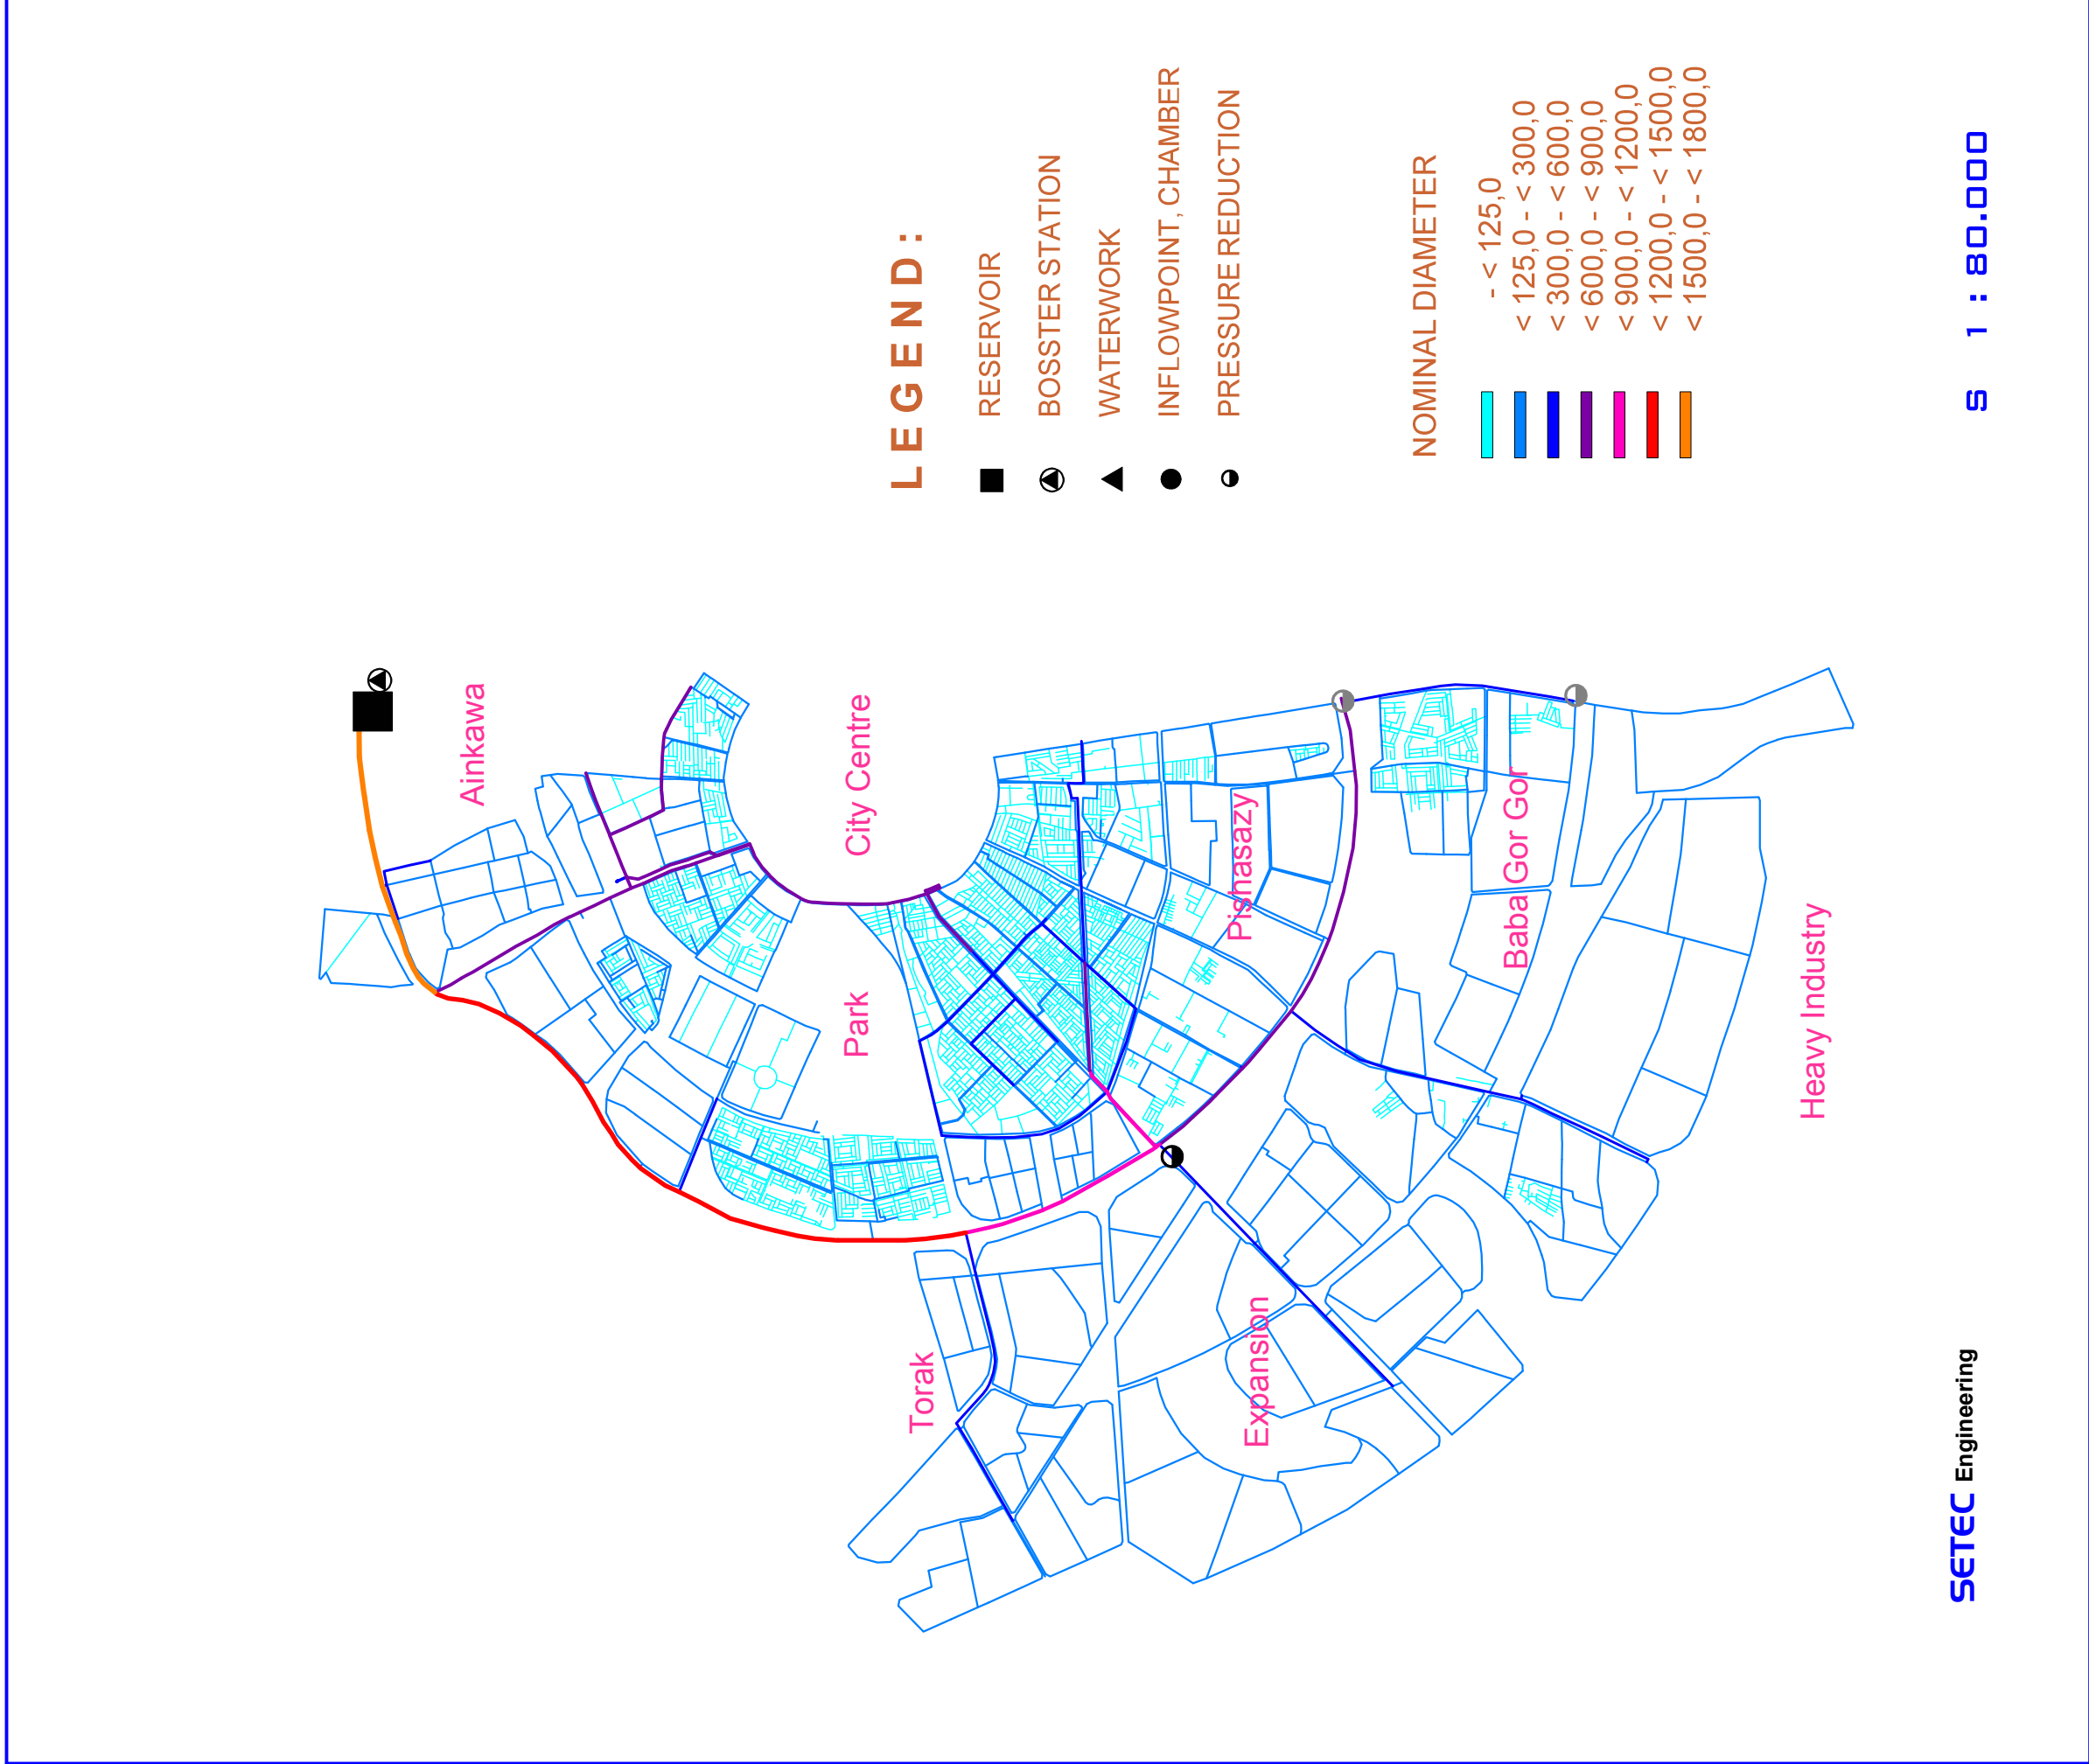 Ainkawa
City Centre
Park
Torak
Pishasazy
Expansion
Babar Gor Gor
Heavy Industry
LEGEND:
RESERVOIR
BOSSTER STATION
WATERWORK
INFLOWPOINT, CHAMBER
PRESSURE REDUCTION
NOMINAL DIAMETER
- < 125,0
< 125,0 - < 300,0
< 300,0 - < 600,0
< 600,0 - < 900,0
< 900,0 - < 1200,0
< 1200,0 - < 1500,0
< 1500,0 - < 1800,0
SETEC Engineering
S 1:80.000